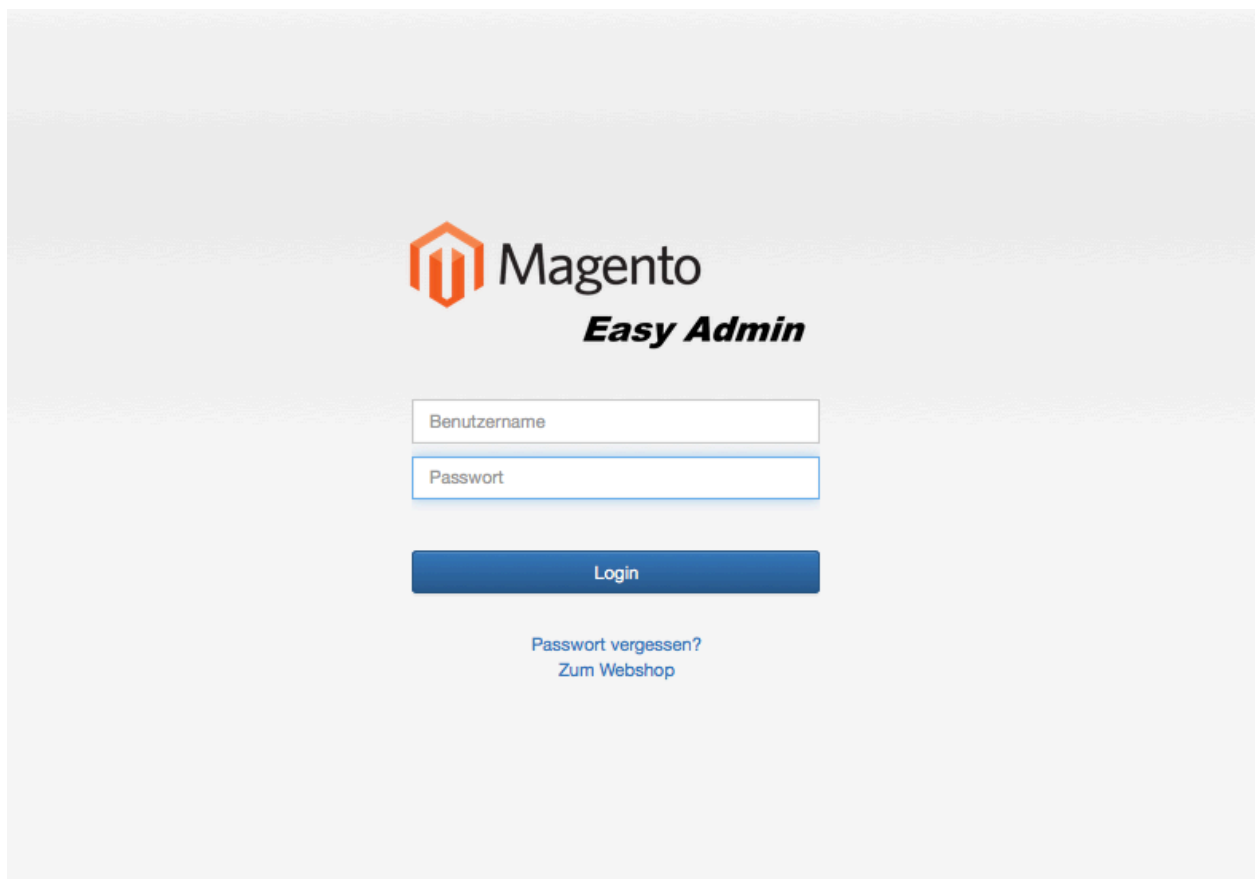 Magento
Easy Admin
Benutzername
Passwort
Login
Passwort vergessen?
Zum Webshop